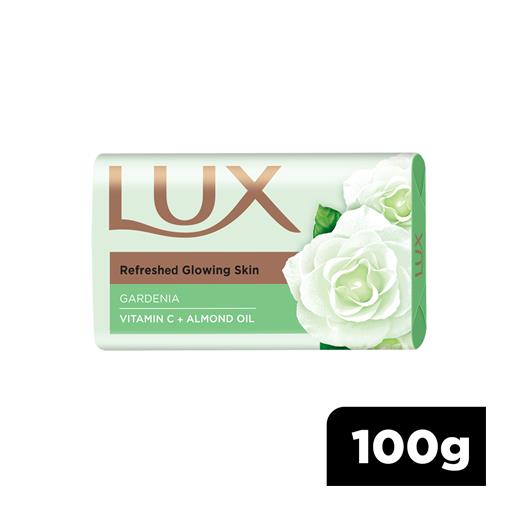 LUX
Refreshed Glowing Skin
GARDENIA
VITAMIN C + ALMOND OIL
LUX
100g